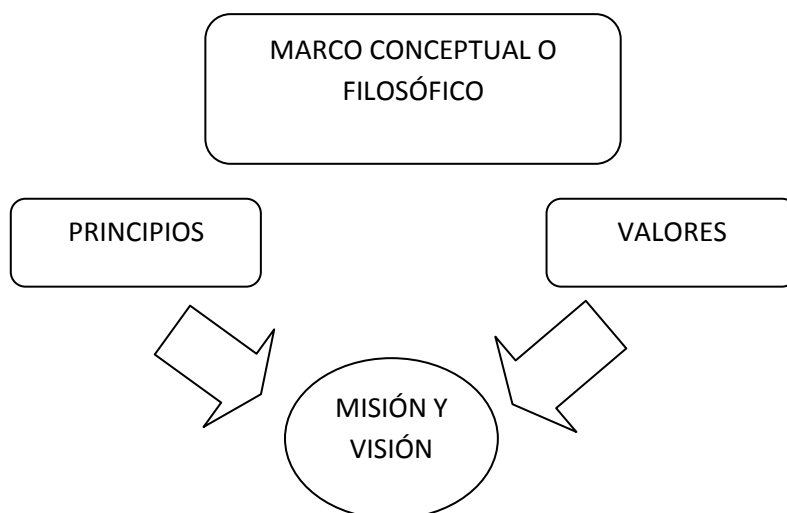 MARCO CONCEPTUAL O
FILOSÓFICO
PRINCIPIOS
VALORES
MISIÓN Y
VISIÓN